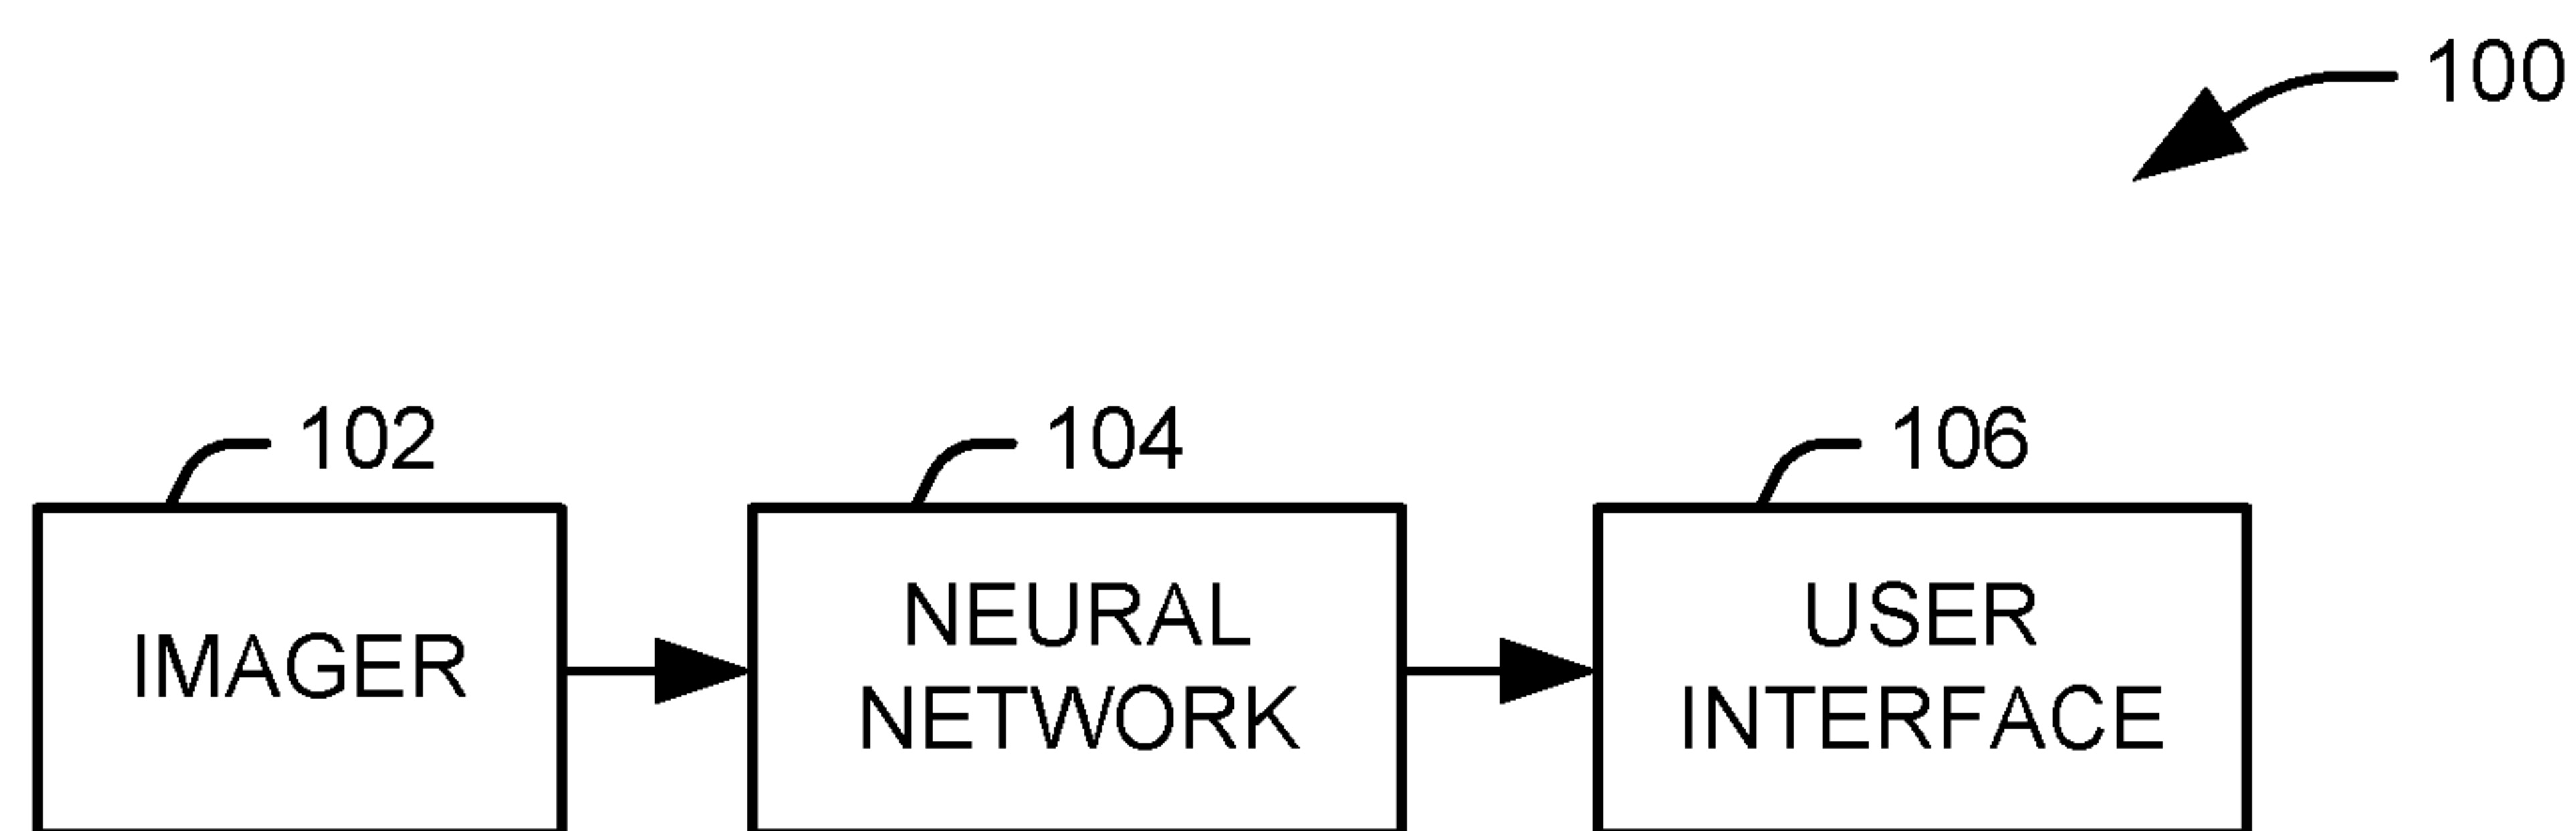 100
102
104
106
IMAGER
NEURAL
NETWORK
USER
INTERFACE